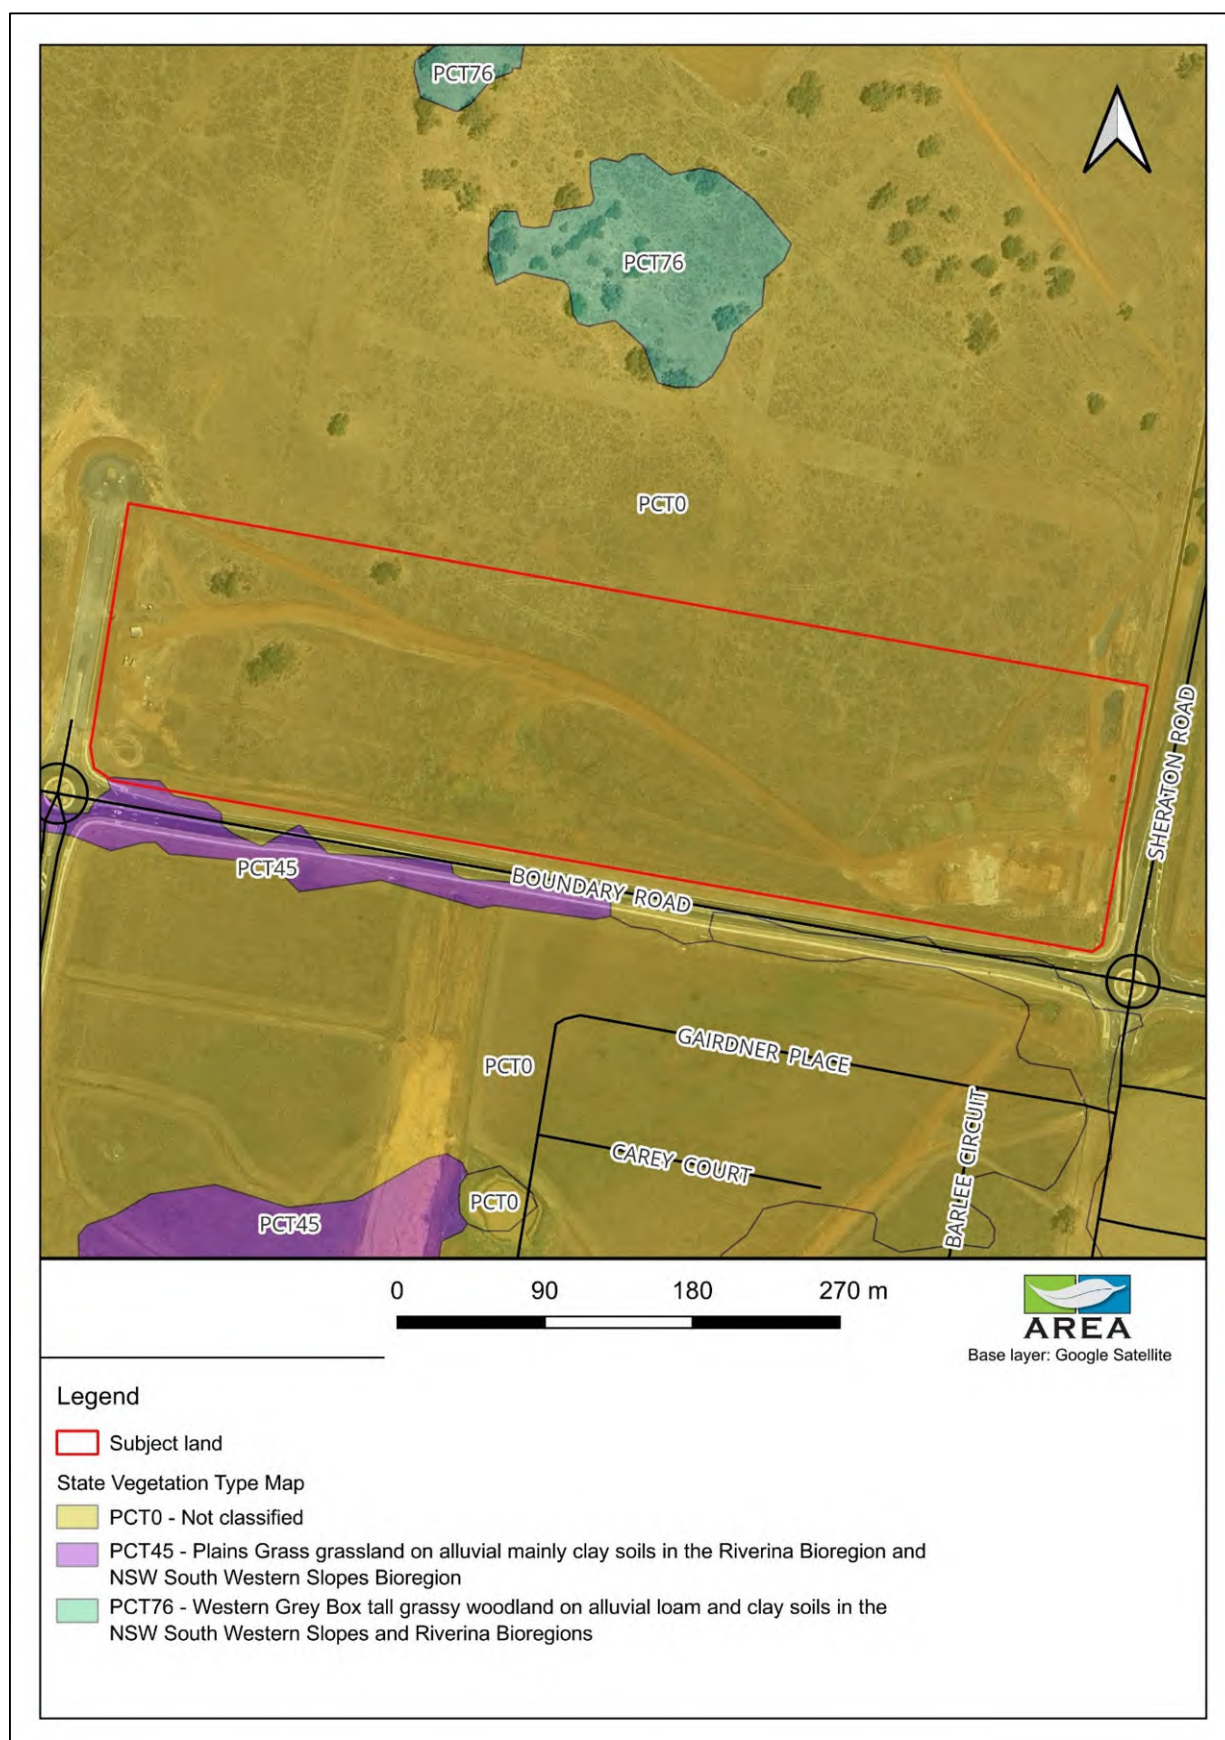 PCT76
PCT76
PCT0
SHERATON ROAD
PCT45
BOUNDARY ROAD
GAIRDNER PLACE
PCT0
CAREY COURT
BARLEE CIRCUIT
PCT0
PCT45
0 90 180 270 m
AREA
Base layer: Google Satellite
Legend
Subject land
State Vegetation Type Map
PCT0 - Not classified
PCT45 - Plains Grass grassland on alluvial mainly clay soils in the Riverina Bioregion and
NSW South Western Slopes Bioregion
PCT76 - Western Grey Box tall grassy woodland on alluvial loam and clay soils in the
NSW South Western Slopes and Riverina Bioregions